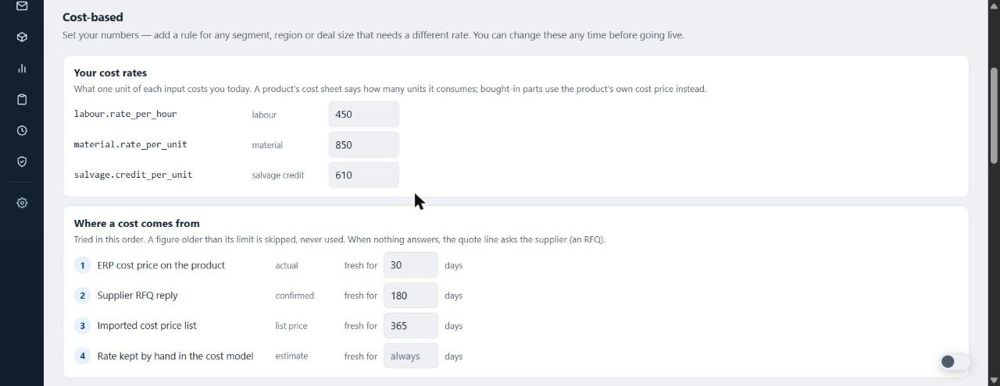 Cost-based
Set your numbers — add a rule for any segment, region or deal size that needs a different rate. You can change these any time before going live.
Your cost rates
What one unit of each input costs you today. A product's cost sheet says how many units it consumes; bought-in parts use the product's own cost price instead.
labour.rate_per_hour labour 450
material.rate_per_unit material 850
salvage.credit_per_unit salvage credit 610
Where a cost comes from
Tried in this order. A figure older than its limit is skipped, never used. When nothing answers, the quote line asks the supplier (an RFQ).
1 ERP cost price on the product actual fresh for 30 days
2 Supplier RFQ reply confirmed fresh for 180 days
3 Imported cost price list list price fresh for 365 days
4 Rate kept by hand in the cost model estimate fresh for always days